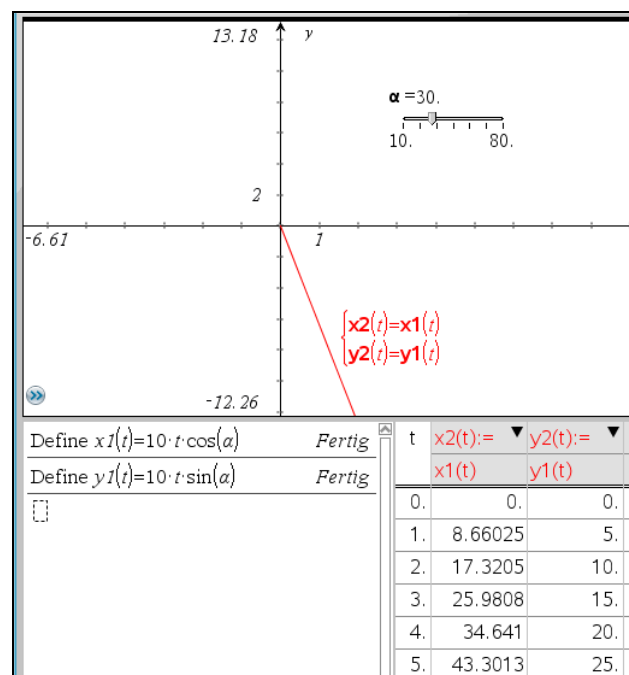 13.18 y
α =30.
10. 80.
2
-6.61 1
x2(t)=x1(t)
y2(t)=y1(t)
-12.26
Define x1(t)=10·t·cos(α) Fertig
Define y1(t)=10·t·sin(α) Fertig
t x2(t):= ▼ y2(t):= ▼
x1(t) y1(t)
0. 0. 0.
1. 8.66025 5.
2. 17.3205 10.
3. 25.9808 15.
4. 34.641 20.
5. 43.3013 25.